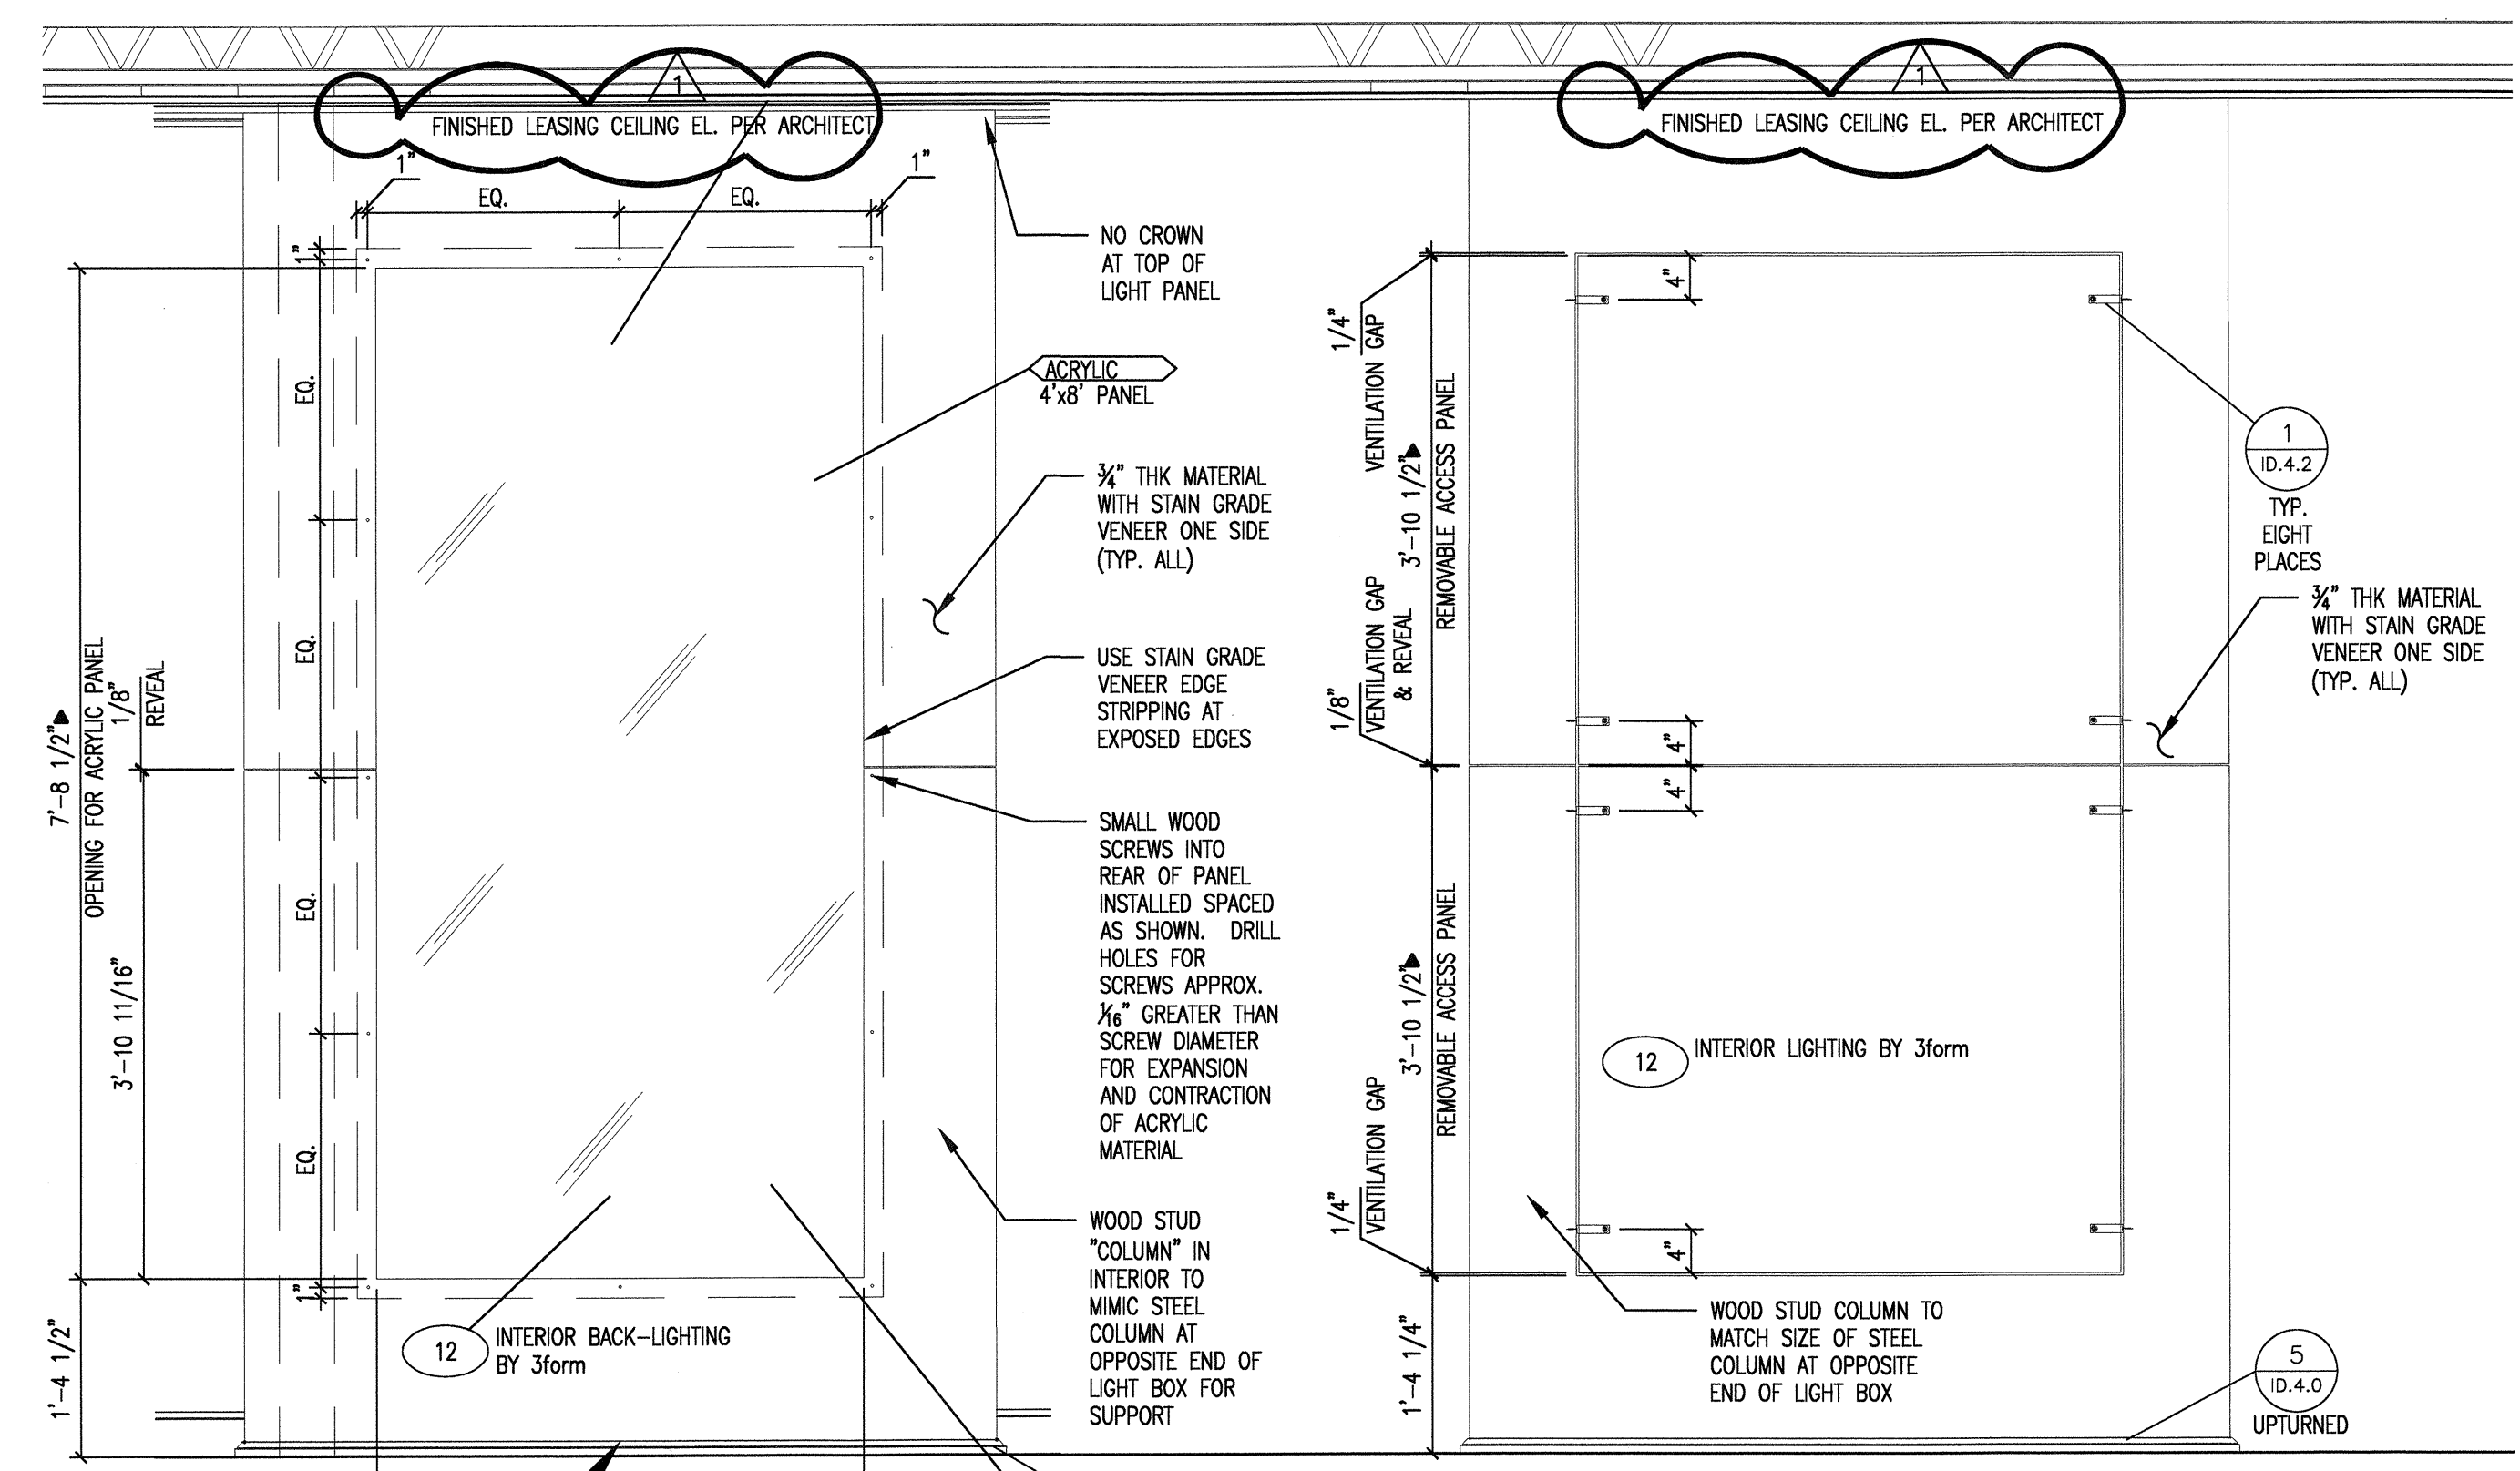 1
FINISHED LEASING CEILING EL. PER ARCHITECT
1"
1"
EQ.
EQ.
1"
EQ.
EQ.
EQ.
EQ.
1"
7'-8 1/2"
OPENING FOR ACRYLIC PANEL
1/8"
REVEAL
3'-10 11/16"
1'-4 1/2"
NO CROWN
AT TOP OF
LIGHT PANEL
ACRYLIC
4'x8' PANEL
3/4" THK MATERIAL
WITH STAIN GRADE
VENEER ONE SIDE
(TYP. ALL)
USE STAIN GRADE
VENEER EDGE
STRIPPING AT
EXPOSED EDGES
SMALL WOOD
SCREWS INTO
REAR OF PANEL
INSTALLED SPACED
AS SHOWN. DRILL
HOLES FOR
SCREWS APPROX.
1/16" GREATER THAN
SCREW DIAMETER
FOR EXPANSION
AND CONTRACTION
OF ACRYLIC
MATERIAL
WOOD STUD
"COLUMN" IN
INTERIOR TO
MIMIC STEEL
COLUMN AT
OPPOSITE END OF
LIGHT BOX FOR
SUPPORT
12
INTERIOR BACK-LIGHTING
BY 3form
1
FINISHED LEASING CEILING EL. PER ARCHITECT
1/4"
VENTILATION GAP
3'-10 1/2"
REMOVABLE ACCESS PANEL
1/8"
VENTILATION GAP
& REVEAL
3'-10 1/2"
REMOVABLE ACCESS PANEL
1/4"
VENTILATION GAP
1'-4 1/4"
4"
4"
4"
4"
1
ID.4.2
TYP.
EIGHT
PLACES
3/4" THK MATERIAL
WITH STAIN GRADE
VENEER ONE SIDE
(TYP. ALL)
12
INTERIOR LIGHTING BY 3form
WOOD STUD COLUMN TO
MATCH SIZE OF STEEL
COLUMN AT OPPOSITE
END OF LIGHT BOX
5
ID.4.0
UPTURNED